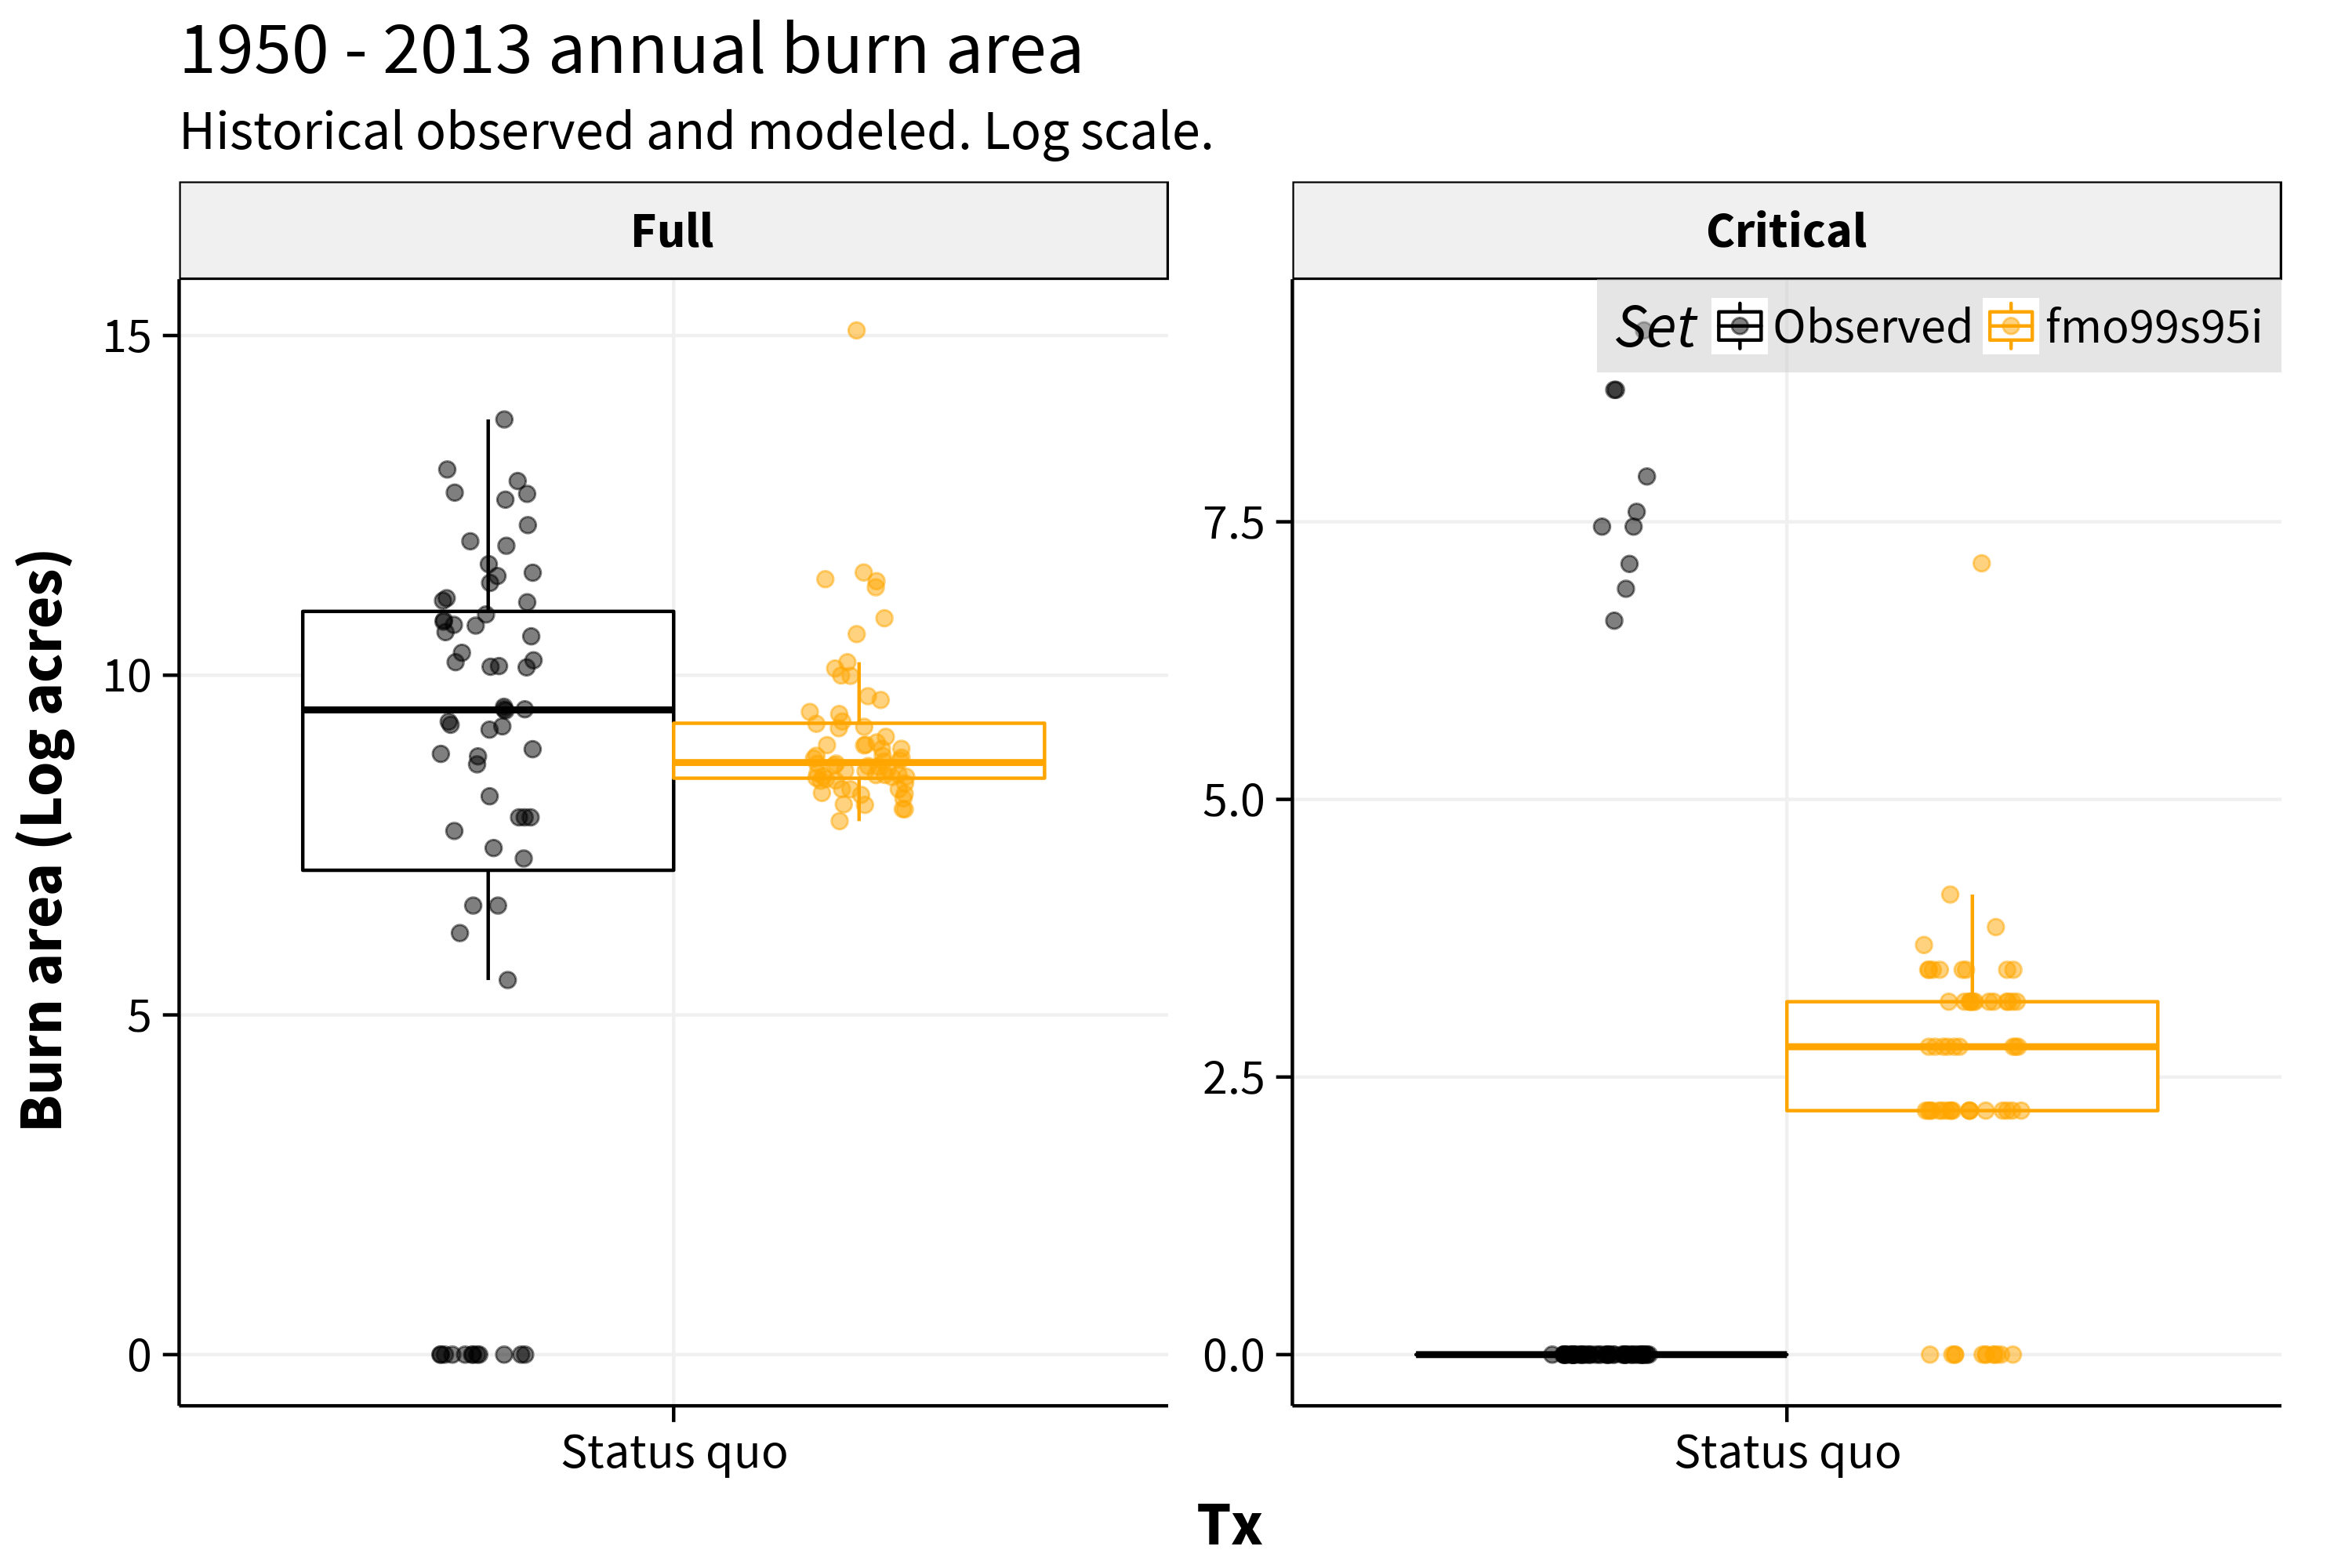 1950 - 2013 annual burn area
Historical observed and modeled. Log scale.
Full
Critical
Set Observed fmo99s95i
Burn area (Log acres)
15
10
5
0
7.5
5.0
2.5
0.0
Status quo
Status quo
Tx